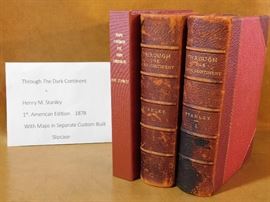 Through The Dark Continent
-
Henry M. Stanley
1st. American Edition 1878
With Maps in Separate Custom Built
Slipcase
THROUGH
THE
DARK CONTINENT
STANLEY
THROUGH
THE
DARK CONTINENT
STANLEY